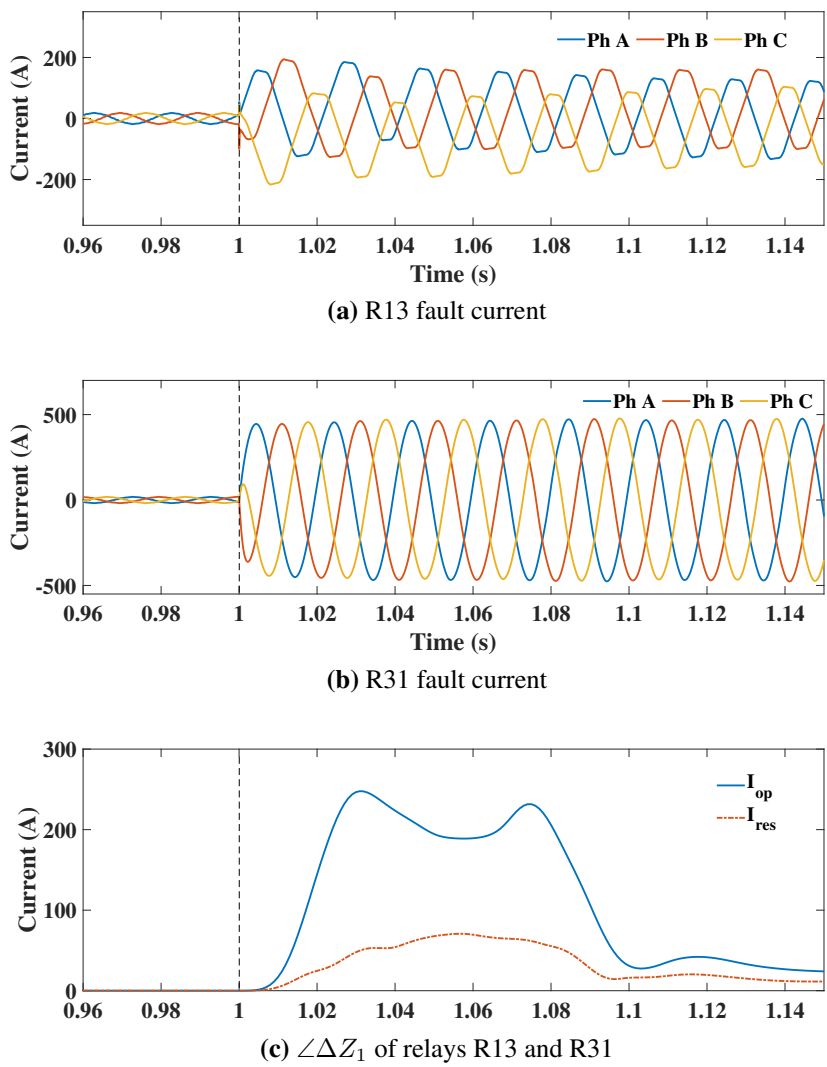 Ph A Ph B Ph C
200
0
-200
Current (A)
0.96 0.98 1 1.02 1.04 1.06 1.08 1.1 1.12 1.14
Time (s)
(a) R13 fault current
Ph A Ph B Ph C
500
0
-500
Current (A)
0.96 0.98 1 1.02 1.04 1.06 1.08 1.1 1.12 1.14
Time (s)
(b) R31 fault current
300
200
100
0
Current (A)
I_op
I_res
0.96 0.98 1 1.02 1.04 1.06 1.08 1.1 1.12 1.14
(c) ∠ΔZ₁ of relays R13 and R31